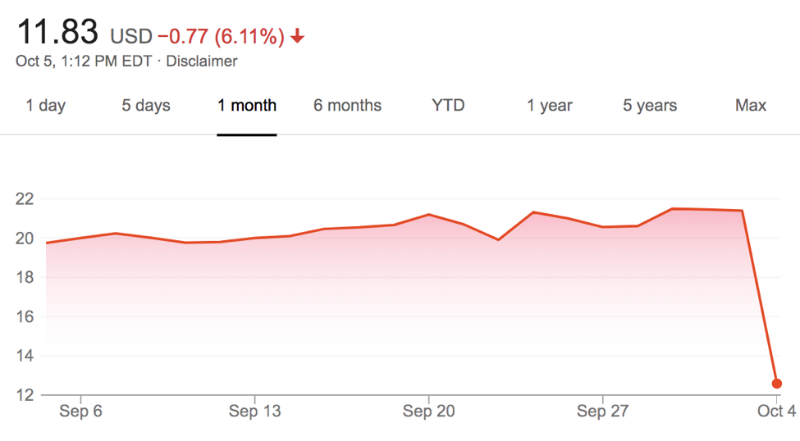 11.83 USD −0.77 (6.11%)
Oct 5, 1:12 PM EDT · Disclaimer
1 day 5 days 1 month 6 months YTD 1 year 5 years Max
22
20
18
16
14
12
Sep 6 Sep 13 Sep 20 Sep 27 Oct 4